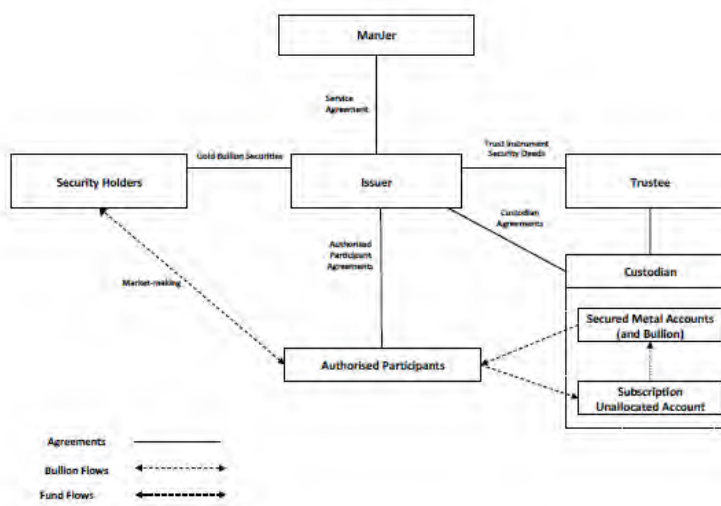 ManJer
Service
Agreement
Gold Bullion Securities
Trust Instrument
Security Deeds
Security Holders
Issuer
Trustee
Custodian
Agreements
Authorised
Participant
Agreements
Custodian
Market-making
Secured Metal Accounts
(and Bullion)
Authorised Participants
Subscription
Unallocated Account
Agreements
Bullion Flows
Fund Flows